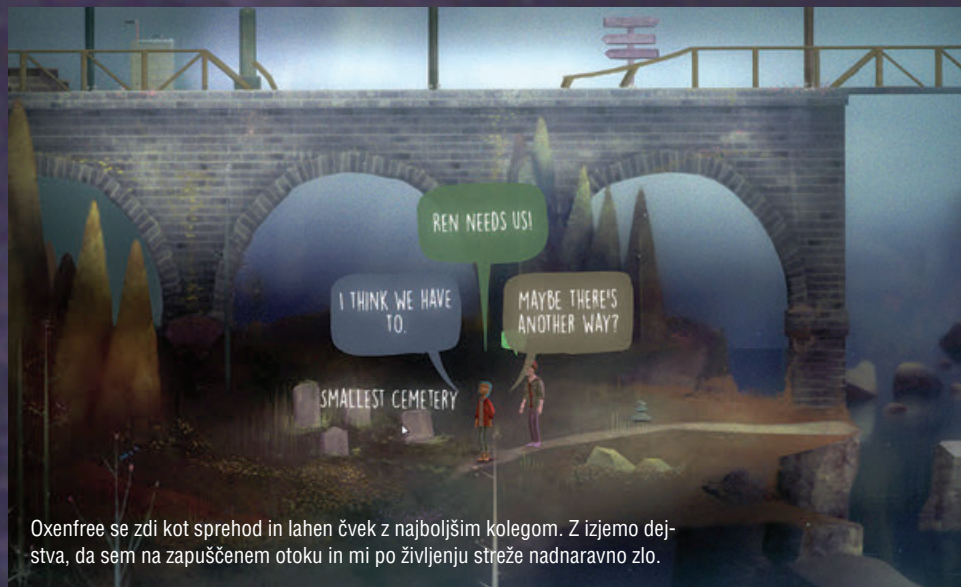 REN NEEDS US!
I THINK WE HAVE
TO.
MAYBE THERE'S
ANOTHER WAY?
SMALLEST CEMETERY
Oxenfree se zdi kot sprehod in lahen čvek z najboljšim kolegom. Z izjemo dej-
stva, da sem na zapuščenem otoku in mi po življenju streže nadnaravno zlo.